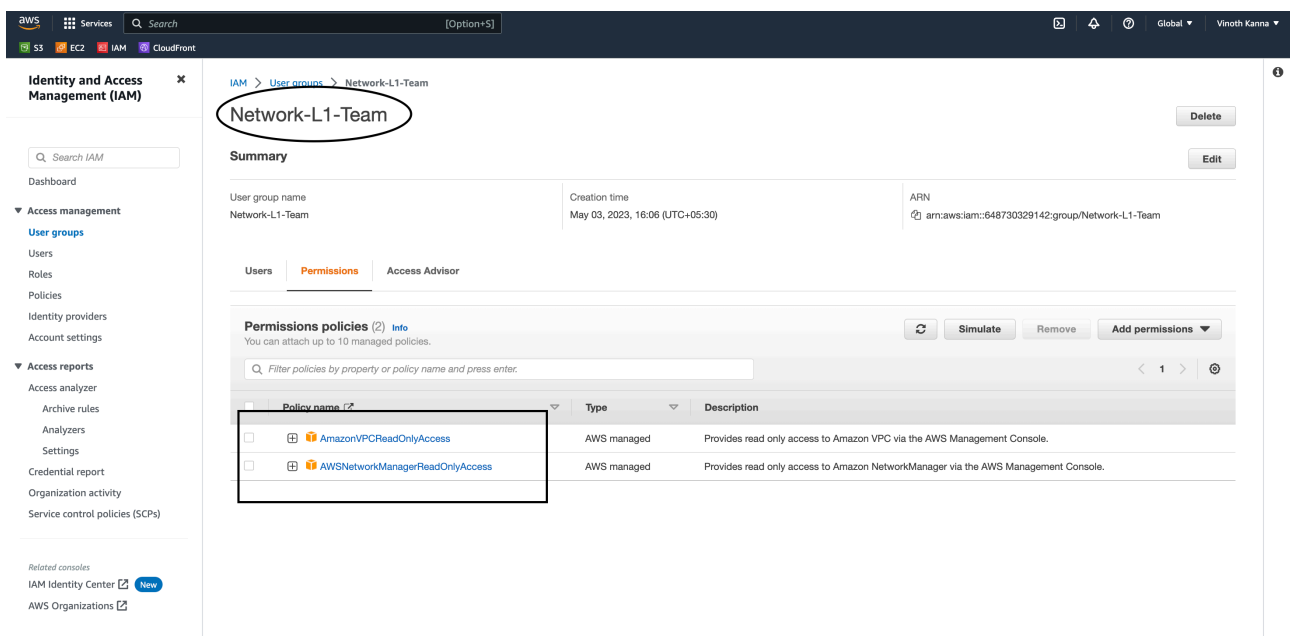 aws Services Search [Option+S] Global ▼ Vinoth Kanna ▼
S3 EC2 IAM CloudFront
Identity and Access
Management (IAM)
Search IAM
Dashboard
Access management
User groups
Users
Roles
Policies
Identity providers
Account settings
Access reports
Access analyzer
Archive rules
Analyzers
Settings
Credential report
Organization activity
Service control policies (SCPs)
Related consoles
IAM Identity Center New
AWS Organizations
IAM > User groups > Network-L1-Team
Network-L1-Team
Delete
Summary
Edit
User group name
Network-L1-Team
Creation time
May 03, 2023, 16:06 (UTC+05:30)
ARN
arn:aws:iam::648730329142:group/Network-L1-Team
Users Permissions Access Advisor
Permissions policies (2) Info
You can attach up to 10 managed policies.
Simulate Remove Add permissions ▼
Filter policies by property or policy name and press enter.
< 1 >
Policy name Type Description
AmazonVPCReadOnlyAccess AWS managed Provides read only access to Amazon VPC via the AWS Management Console.
AWSNetworkManagerReadOnlyAccess AWS managed Provides read only access to Amazon NetworkManager via the AWS Management Console.